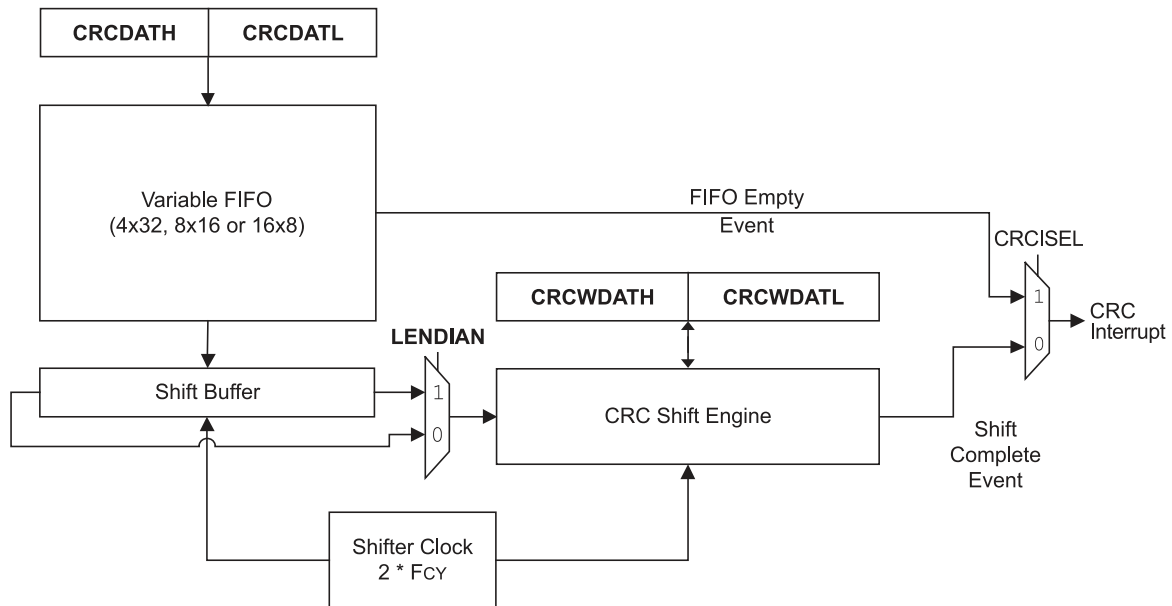 CRCDATH CRCDATL
Variable FIFO
(4x32, 8x16 or 16x8)
FIFO Empty
Event
CRCISEL
1
0
CRC
Interrupt
CRCWDATH CRCWDATL
LENDIAN
1
0
Shift Buffer
CRC Shift Engine
Shift
Complete
Event
Shifter Clock
2 * FCY